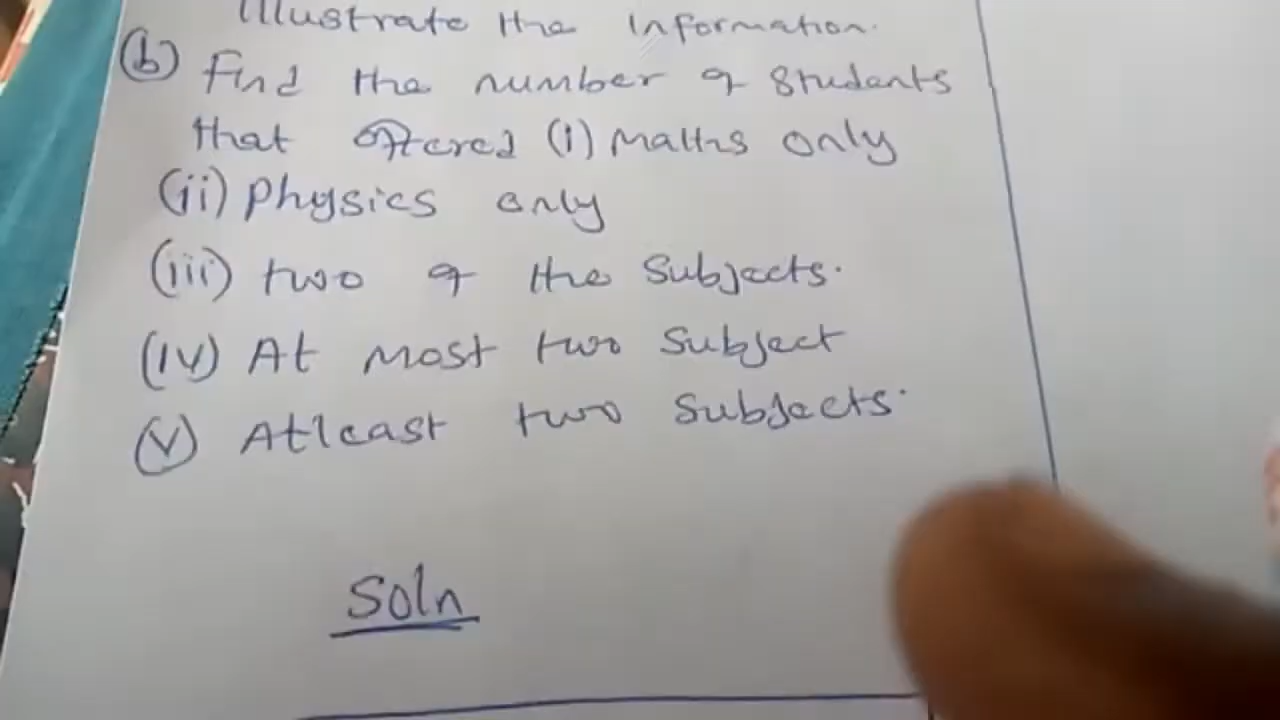 Illustrate the information.
(b) Find the number of students
that offered (i) maths only
(ii) Physics only
(iii) two of the subjects.
(iv) At most two subject
(v) Atleast two subjects.
Soln